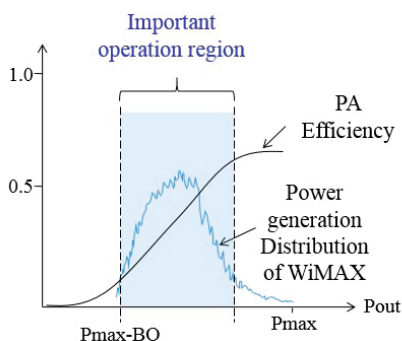 Important
operation region
1.0
PA
Efficiency
0.5
Power
generation
Distribution
of WiMAX
Pout
Pmax-BO
Pmax